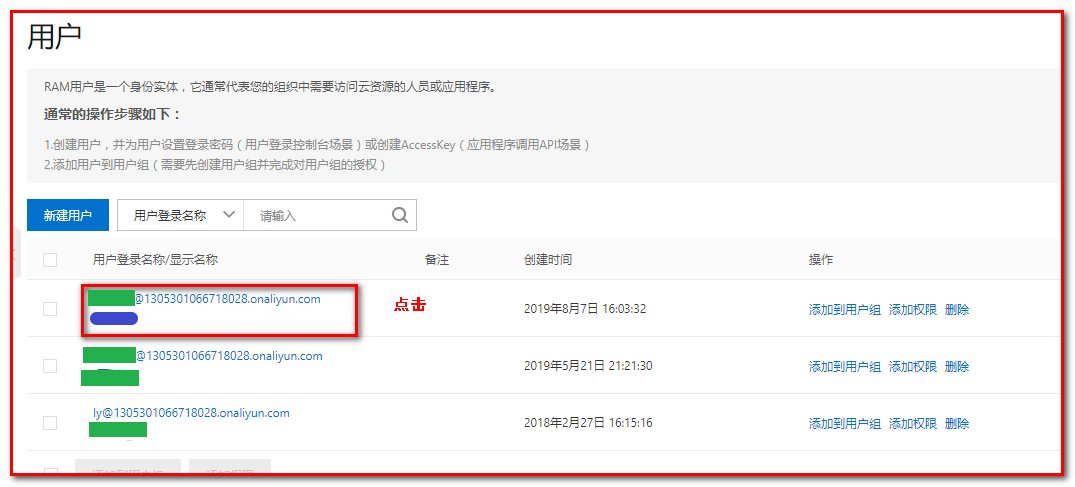 用户
RAM用户是一个身份实体，它通常代表您的组织中需要访问云资源的人员或应用程序。
通常的操作步骤如下：
1.创建用户，并为用户设置登录密码（用户登录控制台场景）或创建AccessKey（应用程序调用API场景）
2.添加用户到用户组（需要先创建用户组并完成对用户组的授权）
新建用户 用户登录名称 请输入
用户登录名称/显示名称 备注 创建时间 操作
@1305301066718028.onaliyun.com 点击 2019年8月7日 16:03:32 添加到用户组 添加权限 删除
@1305301066718028.onaliyun.com 2019年5月21日 21:21:30 添加到用户组 添加权限 删除
ly@1305301066718028.onaliyun.com 2018年2月27日 16:15:16 添加到用户组 添加权限 删除